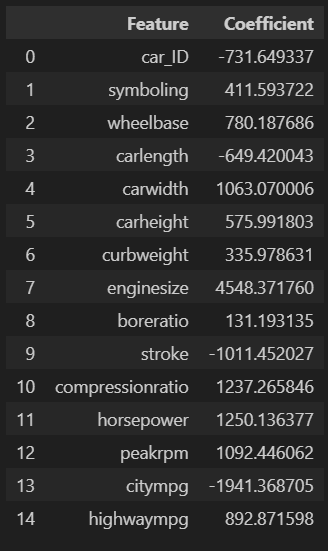 Feature Coefficient
0 car_ID -731.649337
1 symboling 411.593722
2 wheelbase 780.187686
3 carlength -649.420043
4 carwidth 1063.070006
5 carheight 575.991803
6 curbweight 335.978631
7 enginesize 4548.371760
8 boreratio 131.193135
9 stroke -1011.452027
10 compressionratio 1237.265846
11 horsepower 1250.136377
12 peakrpm 1092.446062
13 citympg -1941.368705
14 highwaympg 892.871598